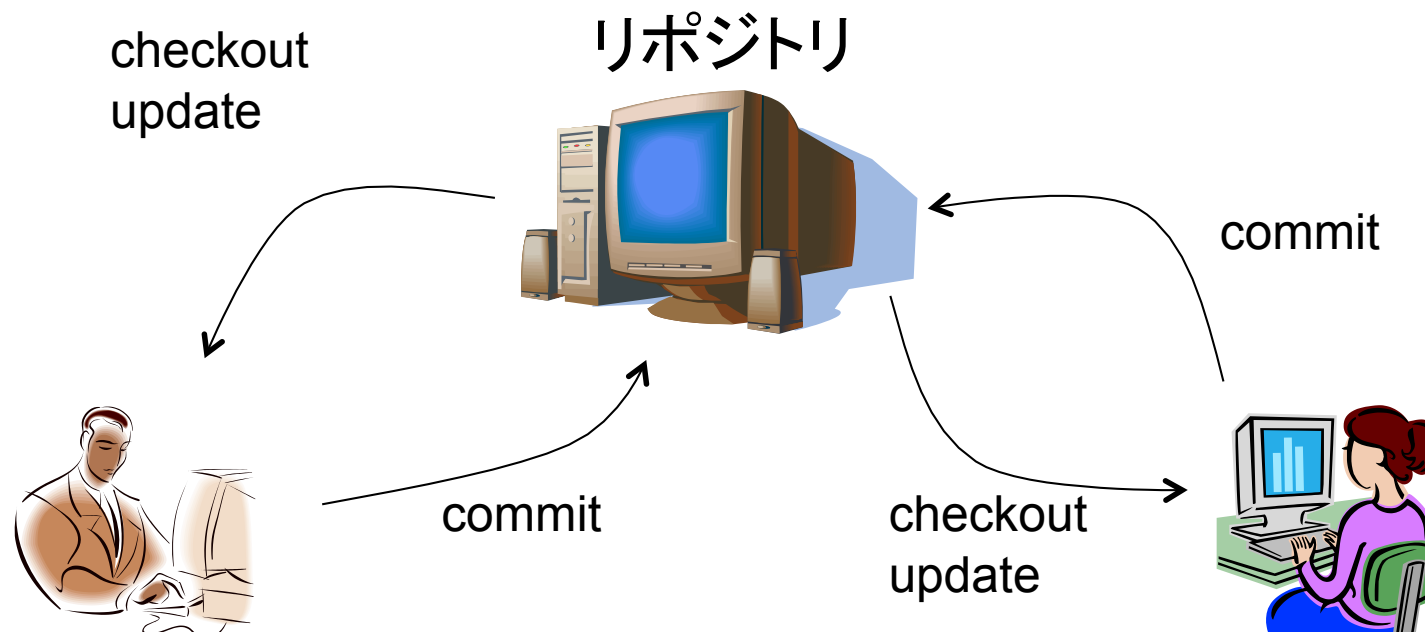 checkout
update
リポジトリ
commit
commit
checkout
update